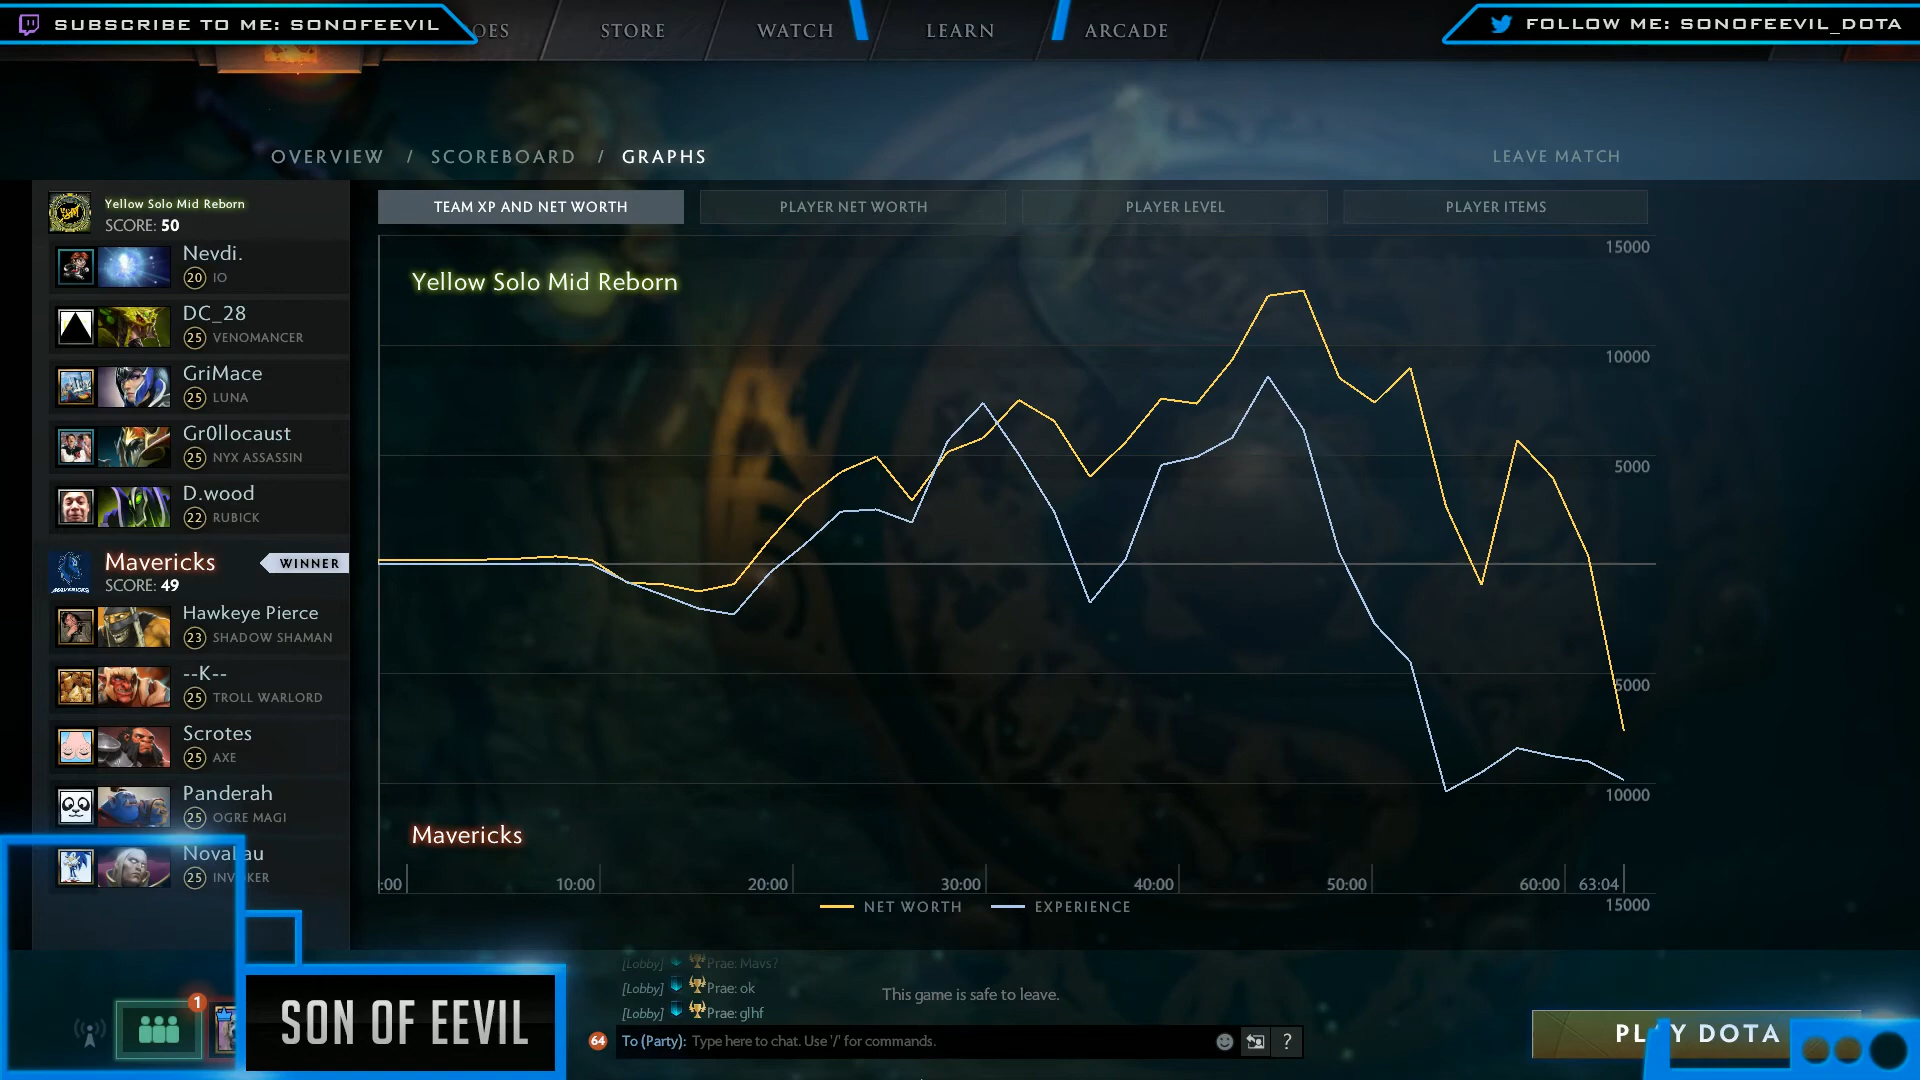 SUBSCRIBE TO ME: SONOFEEVIL
OES
STORE
WATCH
LEARN
ARCADE
FOLLOW ME: SONOFEEVIL_DOTA
OVERVIEW / SCOREBOARD / GRAPHS
LEAVE MATCH
Yellow Solo Mid Reborn
SCORE: 50
Nevdi.
20 IO
DC_28
25 VENOMANCER
GriMace
25 LUNA
Gr0llocaust
25 NYX ASSASSIN
D.wood
22 RUBICK
Mavericks
WINNER
SCORE: 49
MAVERICKS
Hawkeye Pierce
23 SHADOW SHAMAN
--K--
25 TROLL WARLORD
Scrotes
25 AXE
Panderah
25 OGRE MAGI
25
TEAM XP AND NET WORTH
PLAYER NET WORTH
PLAYER LEVEL
PLAYER ITEMS
Yellow Solo Mid Reborn
15000
10000
5000
5000
10000
15000
Mavericks
:00
10:00
20:00
30:00
40:00
50:00
60:00
63:04
NET WORTH
EXPERIENCE
[Lobby] Prae: Mavs?
[Lobby] Prae: ok
[Lobby] Prae: glhf
This game is safe to leave.
64
To (Party): Type here to chat. Use '/' for commands.
?
1
SON OF EEVIL
PLAY DOTA